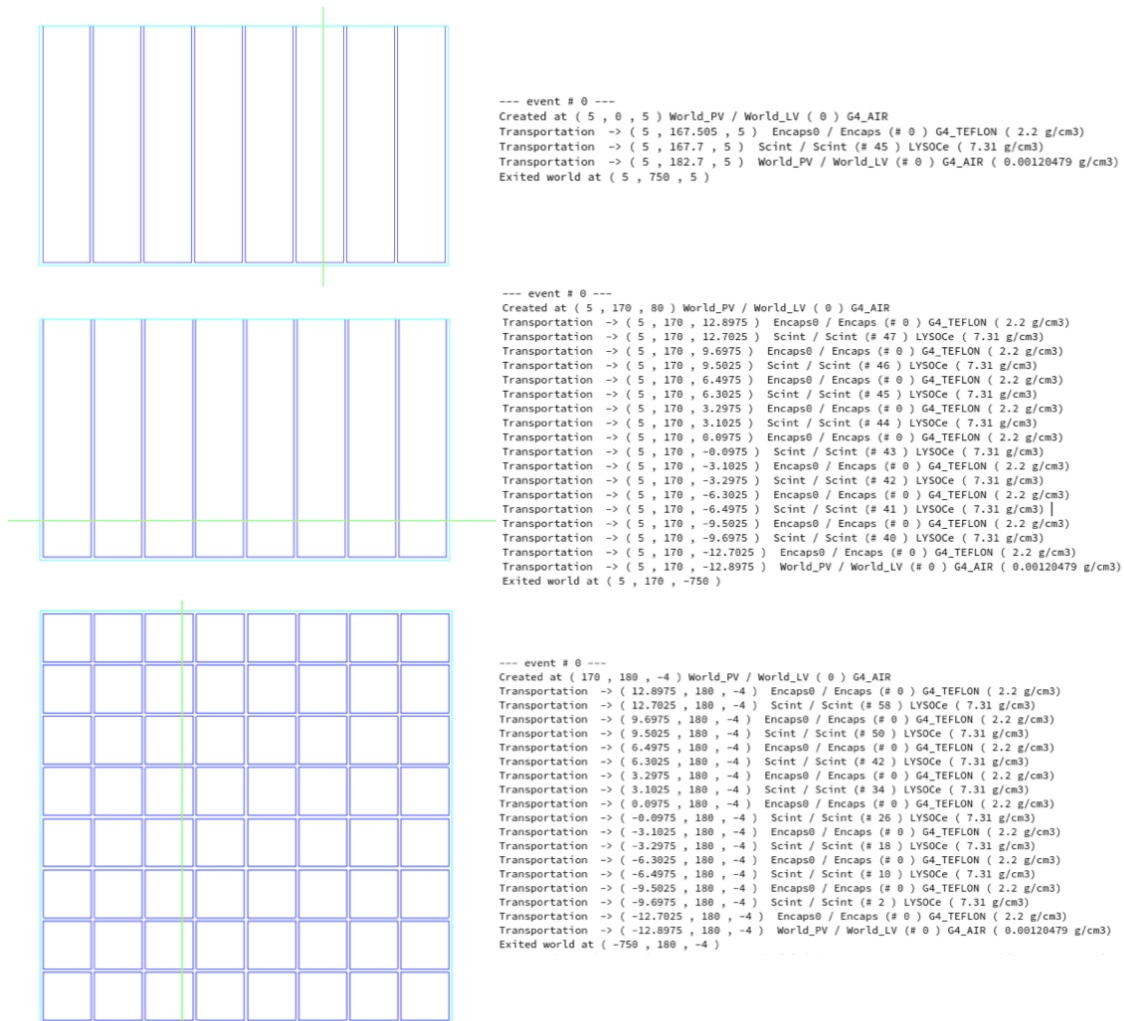 --- event # 0 ---
Created at ( 5 , 0 , 5 ) World_PV / World_LV ( 0 ) G4_AIR
Transportation -> ( 5 , 167.505 , 5 ) Encaps0 / Encaps (# 0 ) G4_TEFLON ( 2.2 g/cm3)
Transportation -> ( 5 , 167.7 , 5 ) Scint / Scint (# 45 ) LYSOCe ( 7.31 g/cm3)
Transportation -> ( 5 , 182.7 , 5 ) World_PV / World_LV (# 0 ) G4_AIR ( 0.00120479 g/cm3)
Exited world at ( 5 , 750 , 5 )
--- event # 0 ---
Created at ( 5 , 170 , 80 ) World_PV / World_LV ( 0 ) G4_AIR
Transportation -> ( 5 , 170 , 12.8975 ) Encaps0 / Encaps (# 0 ) G4_TEFLON ( 2.2 g/cm3)
Transportation -> ( 5 , 170 , 12.7025 ) Scint / Scint (# 47 ) LYSOCe ( 7.31 g/cm3)
Transportation -> ( 5 , 170 , 9.6975 ) Encaps0 / Encaps (# 0 ) G4_TEFLON ( 2.2 g/cm3)
Transportation -> ( 5 , 170 , 9.5025 ) Scint / Scint (# 46 ) LYSOCe ( 7.31 g/cm3)
Transportation -> ( 5 , 170 , 6.4975 ) Encaps0 / Encaps (# 0 ) G4_TEFLON ( 2.2 g/cm3)
Transportation -> ( 5 , 170 , 6.3025 ) Scint / Scint (# 45 ) LYSOCe ( 7.31 g/cm3)
Transportation -> ( 5 , 170 , 3.2975 ) Encaps0 / Encaps (# 0 ) G4_TEFLON ( 2.2 g/cm3)
Transportation -> ( 5 , 170 , 3.1025 ) Scint / Scint (# 44 ) LYSOCe ( 7.31 g/cm3)
Transportation -> ( 5 , 170 , 0.0975 ) Encaps0 / Encaps (# 0 ) G4_TEFLON ( 2.2 g/cm3)
Transportation -> ( 5 , 170 , -0.0975 ) Scint / Scint (# 43 ) LYSOCe ( 7.31 g/cm3)
Transportation -> ( 5 , 170 , -3.1025 ) Encaps0 / Encaps (# 0 ) G4_TEFLON ( 2.2 g/cm3)
Transportation -> ( 5 , 170 , -3.2975 ) Scint / Scint (# 42 ) LYSOCe ( 7.31 g/cm3)
Transportation -> ( 5 , 170 , -6.3025 ) Encaps0 / Encaps (# 0 ) G4_TEFLON ( 2.2 g/cm3)
Transportation -> ( 5 , 170 , -6.4975 ) Scint / Scint (# 41 ) LYSOCe ( 7.31 g/cm3)
Transportation -> ( 5 , 170 , -9.5025 ) Encaps0 / Encaps (# 0 ) G4_TEFLON ( 2.2 g/cm3)
Transportation -> ( 5 , 170 , -9.6975 ) Scint / Scint (# 40 ) LYSOCe ( 7.31 g/cm3)
Transportation -> ( 5 , 170 , -12.7025 ) Encaps0 / Encaps (# 0 ) G4_TEFLON ( 2.2 g/cm3)
Transportation -> ( 5 , 170 , -12.8975 ) World_PV / World_LV (# 0 ) G4_AIR ( 0.00120479 g/cm3)
Exited world at ( 5 , 170 , -750 )
--- event # 0 ---
Created at ( 170 , 180 , -4 ) World_PV / World_LV ( 0 ) G4_AIR
Transportation -> ( 12.8975 , 180 , -4 ) Encaps0 / Encaps (# 0 ) G4_TEFLON ( 2.2 g/cm3)
Transportation -> ( 12.7025 , 180 , -4 ) Scint / Scint (# 58 ) LYSOCe ( 7.31 g/cm3)
Transportation -> ( 9.6975 , 180 , -4 ) Encaps0 / Encaps (# 0 ) G4_TEFLON ( 2.2 g/cm3)
Transportation -> ( 9.5025 , 180 , -4 ) Scint / Scint (# 50 ) LYSOCe ( 7.31 g/cm3)
Transportation -> ( 6.4975 , 180 , -4 ) Encaps0 / Encaps (# 0 ) G4_TEFLON ( 2.2 g/cm3)
Transportation -> ( 6.3025 , 180 , -4 ) Scint / Scint (# 42 ) LYSOCe ( 7.31 g/cm3)
Transportation -> ( 3.2975 , 180 , -4 ) Encaps0 / Encaps (# 0 ) G4_TEFLON ( 2.2 g/cm3)
Transportation -> ( 3.1025 , 180 , -4 ) Scint / Scint (# 34 ) LYSOCe ( 7.31 g/cm3)
Transportation -> ( 0.0975 , 180 , -4 ) Encaps0 / Encaps (# 0 ) G4_TEFLON ( 2.2 g/cm3)
Transportation -> ( -0.0975 , 180 , -4 ) Scint / Scint (# 26 ) LYSOCe ( 7.31 g/cm3)
Transportation -> ( -3.1025 , 180 , -4 ) Encaps0 / Encaps (# 0 ) G4_TEFLON ( 2.2 g/cm3)
Transportation -> ( -3.2975 , 180 , -4 ) Scint / Scint (# 18 ) LYSOCe ( 7.31 g/cm3)
Transportation -> ( -6.3025 , 180 , -4 ) Encaps0 / Encaps (# 0 ) G4_TEFLON ( 2.2 g/cm3)
Transportation -> ( -6.4975 , 180 , -4 ) Scint / Scint (# 10 ) LYSOCe ( 7.31 g/cm3)
Transportation -> ( -9.5025 , 180 , -4 ) Encaps0 / Encaps (# 0 ) G4_TEFLON ( 2.2 g/cm3)
Transportation -> ( -9.6975 , 180 , -4 ) Scint / Scint (# 2 ) LYSOCe ( 7.31 g/cm3)
Transportation -> ( -12.7025 , 180 , -4 ) Encaps0 / Encaps (# 0 ) G4_TEFLON ( 2.2 g/cm3)
Transportation -> ( -12.8975 , 180 , -4 ) World_PV / World_LV (# 0 ) G4_AIR ( 0.00120479 g/cm3)
Exited world at ( -750 , 180 , -4 )